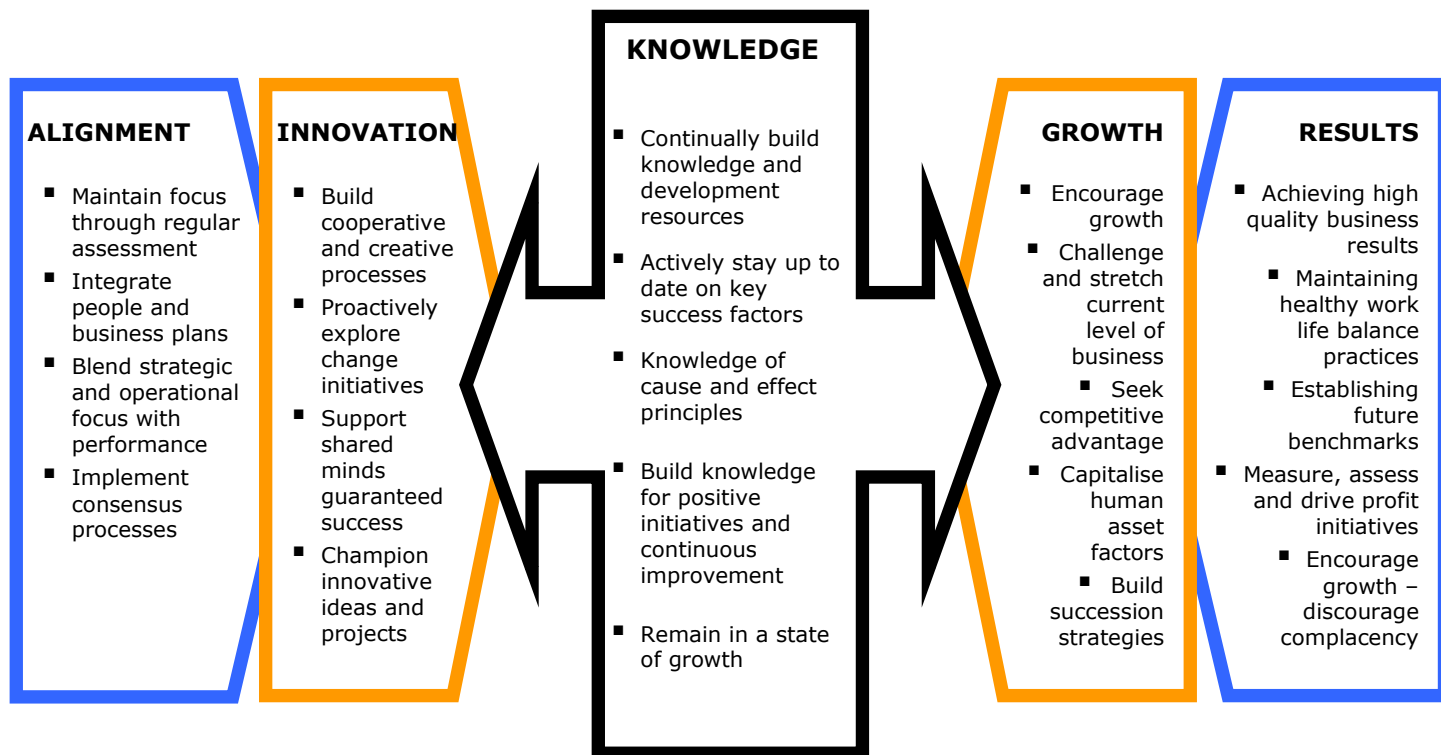 ALIGNMENT
▪ Maintain focus
through regular
assessment
▪ Integrate
people and
business plans
▪ Blend strategic
and operational
focus with
performance
▪ Implement
consensus
processes
INNOVATION
▪ Build
cooperative
and creative
processes
▪ Proactively
explore
change
initiatives
▪ Support
shared
minds
guaranteed
success
▪ Champion
innovative
ideas and
projects
KNOWLEDGE
▪ Continually build
knowledge and
development
resources
▪ Actively stay up to
date on key
success factors
▪ Knowledge of
cause and effect
principles
▪ Build knowledge
for positive
initiatives and
continuous
improvement
▪ Remain in a state
of growth
GROWTH
▪ Encourage
growth
▪ Challenge
and stretch
current
level of
business
▪ Seek
competitive
advantage
▪ Capitalise
human
asset
factors
▪ Build
succession
strategies
RESULTS
▪ Achieving high
quality business
results
▪ Maintaining
healthy work
life balance
practices
▪ Establishing
future
benchmarks
▪ Measure, assess
and drive profit
initiatives
▪ Encourage
growth –
discourage
complacency